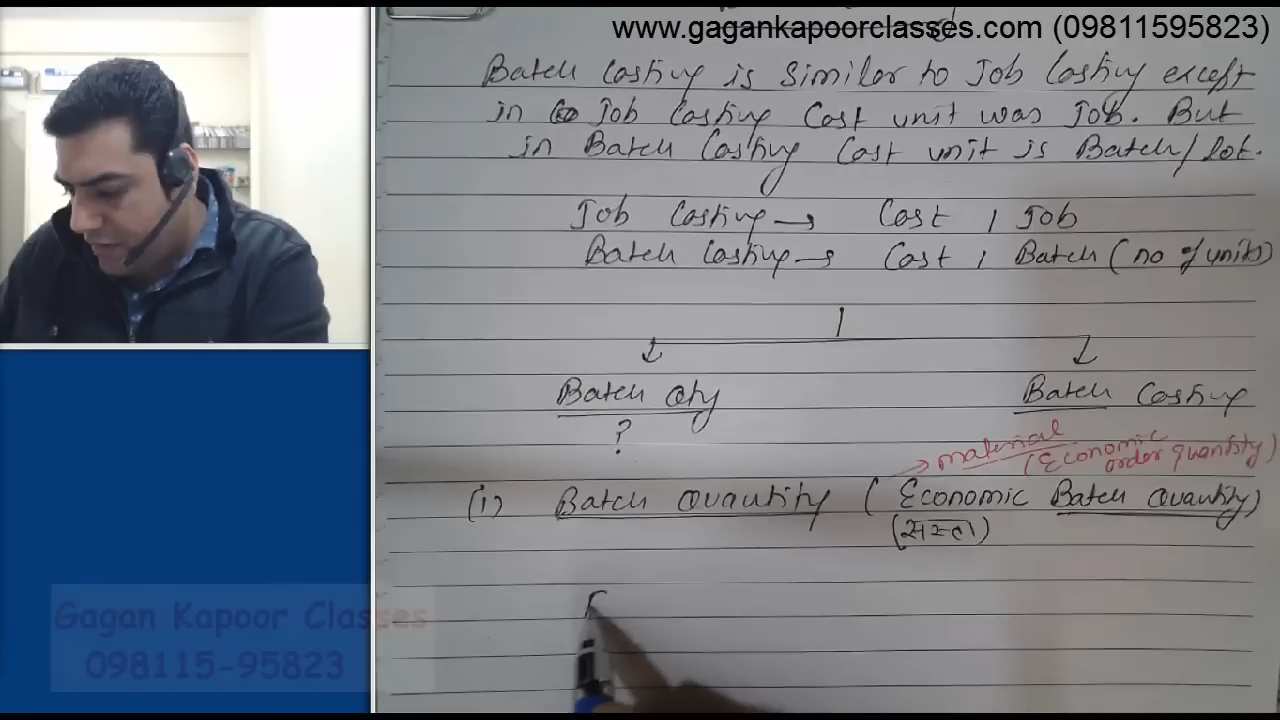 www.gagankapoorclasses.com (09811595823)
Batch Costing is Similar to Job Costing except
in Job Costing Cost unit was Job. But
in Batch Costing Cost unit is Batch/Lot.
Job Costing → Cost / Job
Batch Costing → Cost / Batch (no of units)
Batch Qty
Batch Costing
?
→ material
(Economic
order quantity)
(1) Batch Quantity (Economic Batch Quantity)
(सस्ता)
Gagan Kapoor Classes
098115-95823